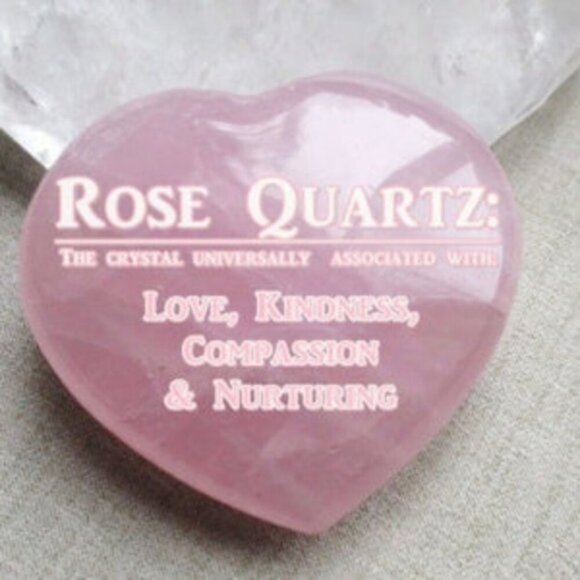 ROSE QUARTZ:
THE CRYSTAL UNIVERSALLY ASSOCIATED WITH:
LOVE, KINDNESS,
COMPASSION
& NURTURING